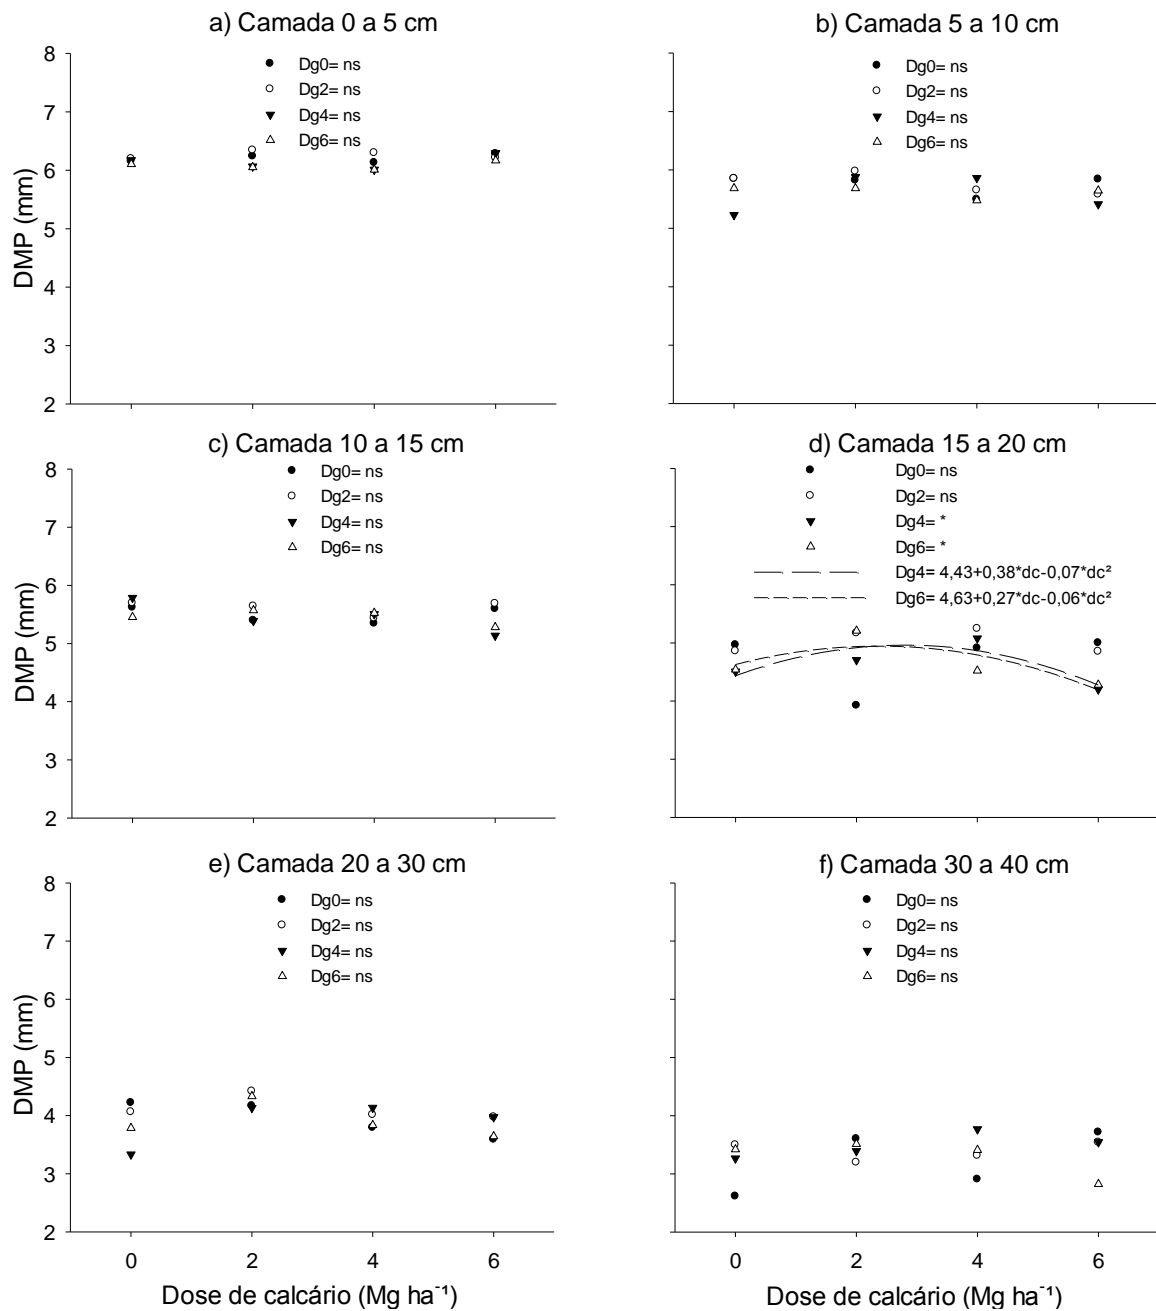 a) Camada 0 a 5 cm
Dg0= ns
Dg2= ns
Dg4= ns
Dg6= ns
8
7
6
5
4
3
2
DMP (mm)
b) Camada 5 a 10 cm
Dg0= ns
Dg2= ns
Dg4= ns
Dg6= ns
c) Camada 10 a 15 cm
Dg0= ns
Dg2= ns
Dg4= ns
Dg6= ns
8
7
6
5
4
3
2
DMP (mm)
d) Camada 15 a 20 cm
Dg0= ns
Dg2= ns
Dg4= *
Dg6= *
Dg4= 4,43+0,38*dc-0,07*dc²
Dg6= 4,63+0,27*dc-0,06*dc²
e) Camada 20 a 30 cm
Dg0= ns
Dg2= ns
Dg4= ns
Dg6= ns
8
7
6
5
4
3
2
DMP (mm)
0 2 4 6
Dose de calcário (Mg ha⁻¹)
f) Camada 30 a 40 cm
Dg0= ns
Dg2= ns
Dg4= ns
Dg6= ns
0 2 4 6
Dose de calcário (Mg ha⁻¹)